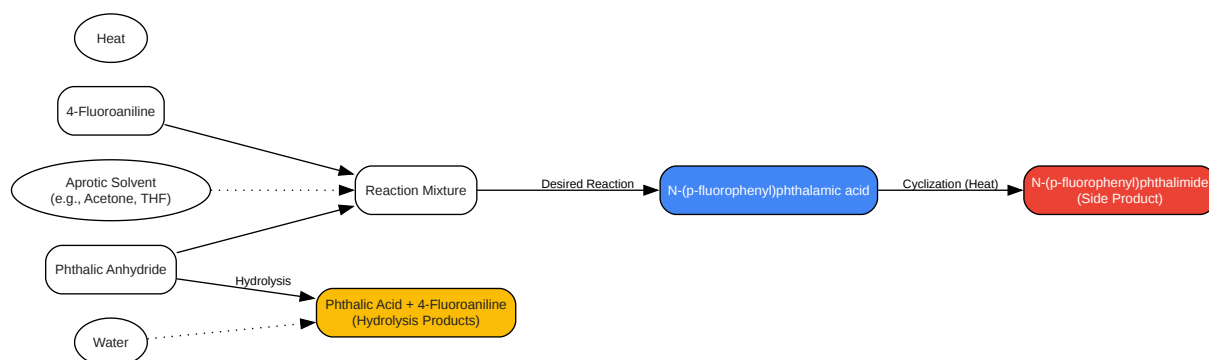 Heat
4-Fluoroaniline
Aprotic Solvent
(e.g., Acetone, THF)
Phthalic Anhydride
Water
Reaction Mixture
Hydrolysis
Phthalic Acid + 4-Fluoroaniline
(Hydrolysis Products)
Desired Reaction
N-(p-fluorophenyl)phthalamic acid
Cyclization (Heat)
N-(p-fluorophenyl)phthalimide
(Side Product)